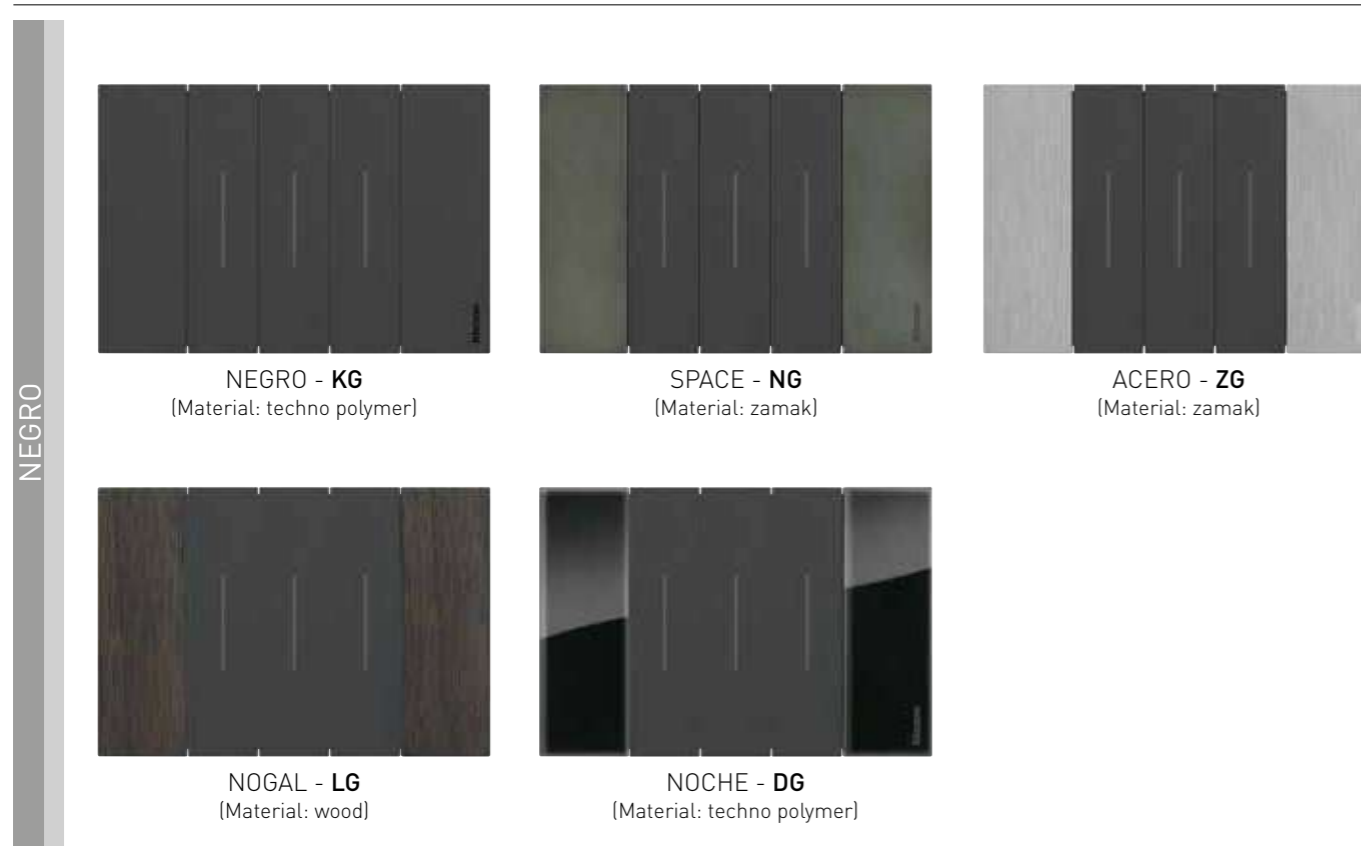 NEGRO
NEGRO - KG
(Material: techno polymer)
SPACE - NG
(Material: zamak)
ACERO - ZG
(Material: zamak)
NOGAL - LG
(Material: wood)
NOCHE - DG
(Material: techno polymer)